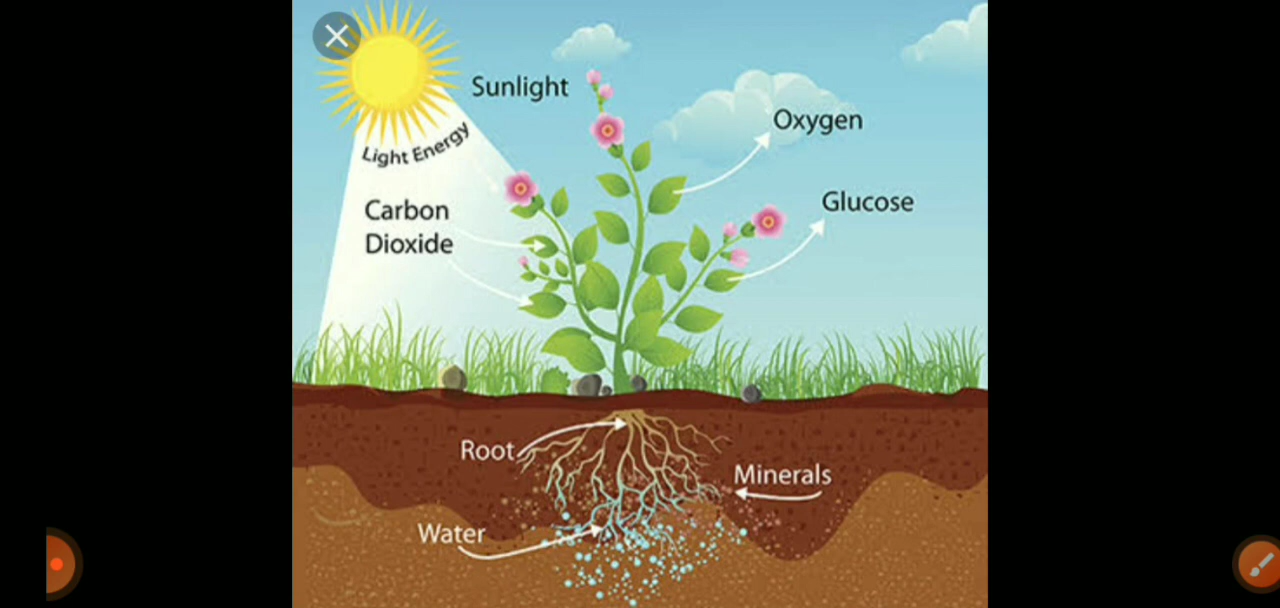 Sunlight
Light Energy
Oxygen
Carbon
Dioxide
Glucose
Root
Minerals
Water